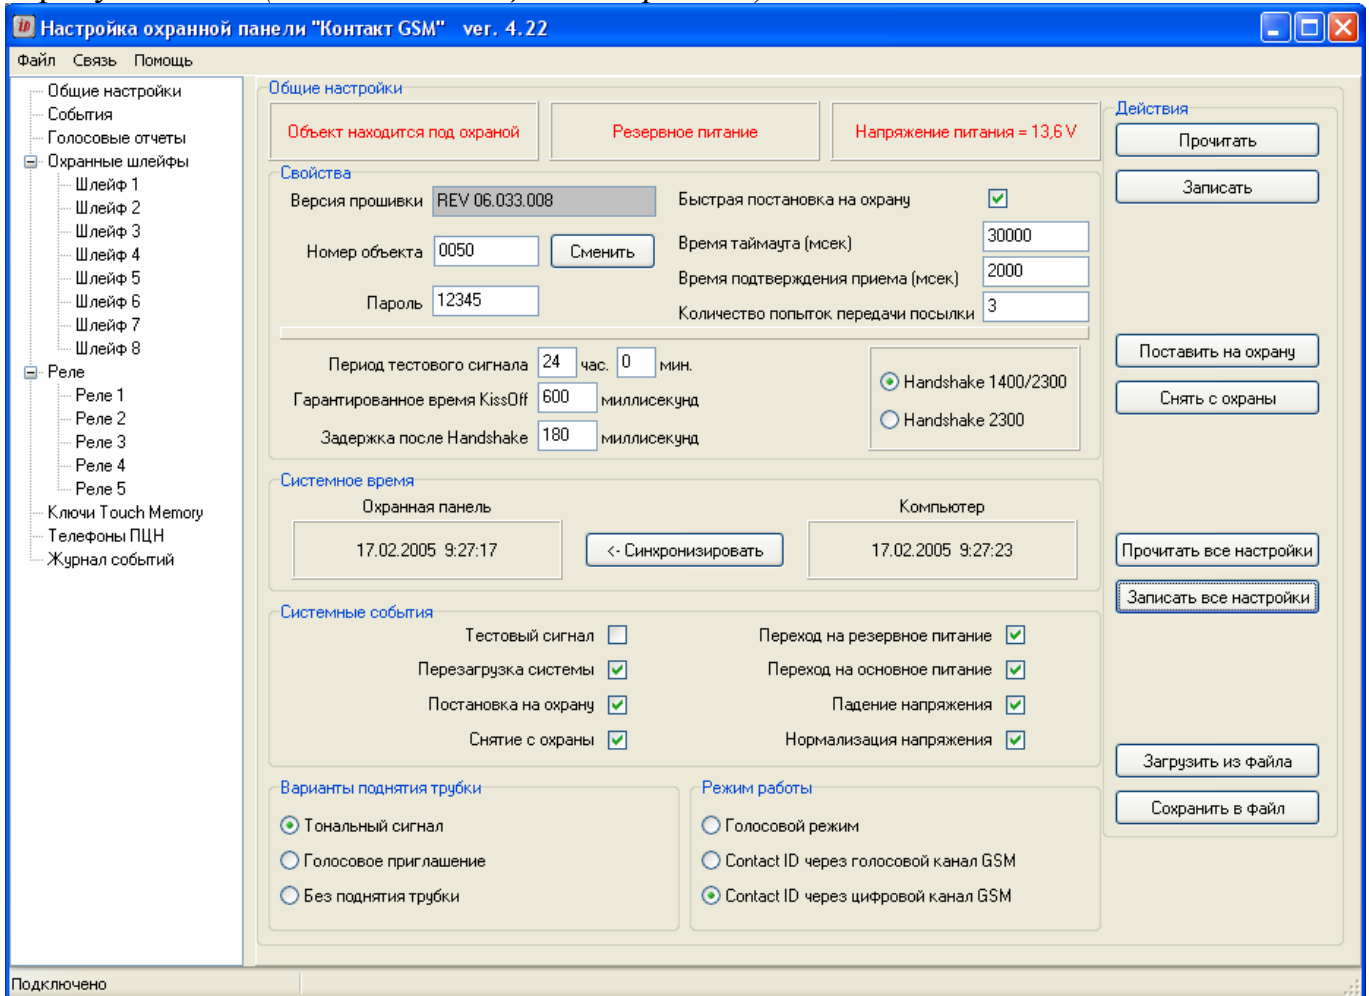 Настройка охранной панели "Контакт GSM" ver. 4.22
Файл Связь Помощь
Общие настройки
События
Голосовые отчеты
Охранные шлейфы
Шлейф 1
Шлейф 2
Шлейф 3
Шлейф 4
Шлейф 5
Шлейф 6
Шлейф 7
Шлейф 8
Реле
Реле 1
Реле 2
Реле 3
Реле 4
Реле 5
Ключи Touch Memory
Телефоны ПЦН
Журнал событий
Общие настройки
Объект находится под охраной
Резервное питание
Напряжение питания = 13,6 V
Свойства
Версия прошивки REV 06.033.008
Номер объекта 0050 Сменить
Пароль 12345
Быстрая постановка на охрану
Время таймаута (мсек) 30000
Время подтверждения приема (мсек) 2000
Количество попыток передачи посылки 3
Период тестового сигнала 24 час. 0 мин.
Гарантированное время KissOff 600 миллисекунд
Задержка после Handshake 180 миллисекунд
Handshake 1400/2300
Handshake 2300
Системное время
Охранная панель Компьютер
17.02.2005 9:27:17 <- Синхронизировать 17.02.2005 9:27:23
Системные события
Тестовый сигнал Переход на резервное питание
Перезагрузка системы Переход на основное питание
Постановка на охрану Падение напряжения
Снятие с охраны Нормализация напряжения
Варианты поднятия трубки
Тональный сигнал
Голосовое приглашение
Без поднятия трубки
Режим работы
Голосовой режим
Contact ID через голосовой канал GSM
Contact ID через цифровой канал GSM
Действия
Прочитать
Записать
Поставить на охрану
Снять с охраны
Прочитать все настройки
Записать все настройки
Загрузить из файла
Сохранить в файл
Подключено